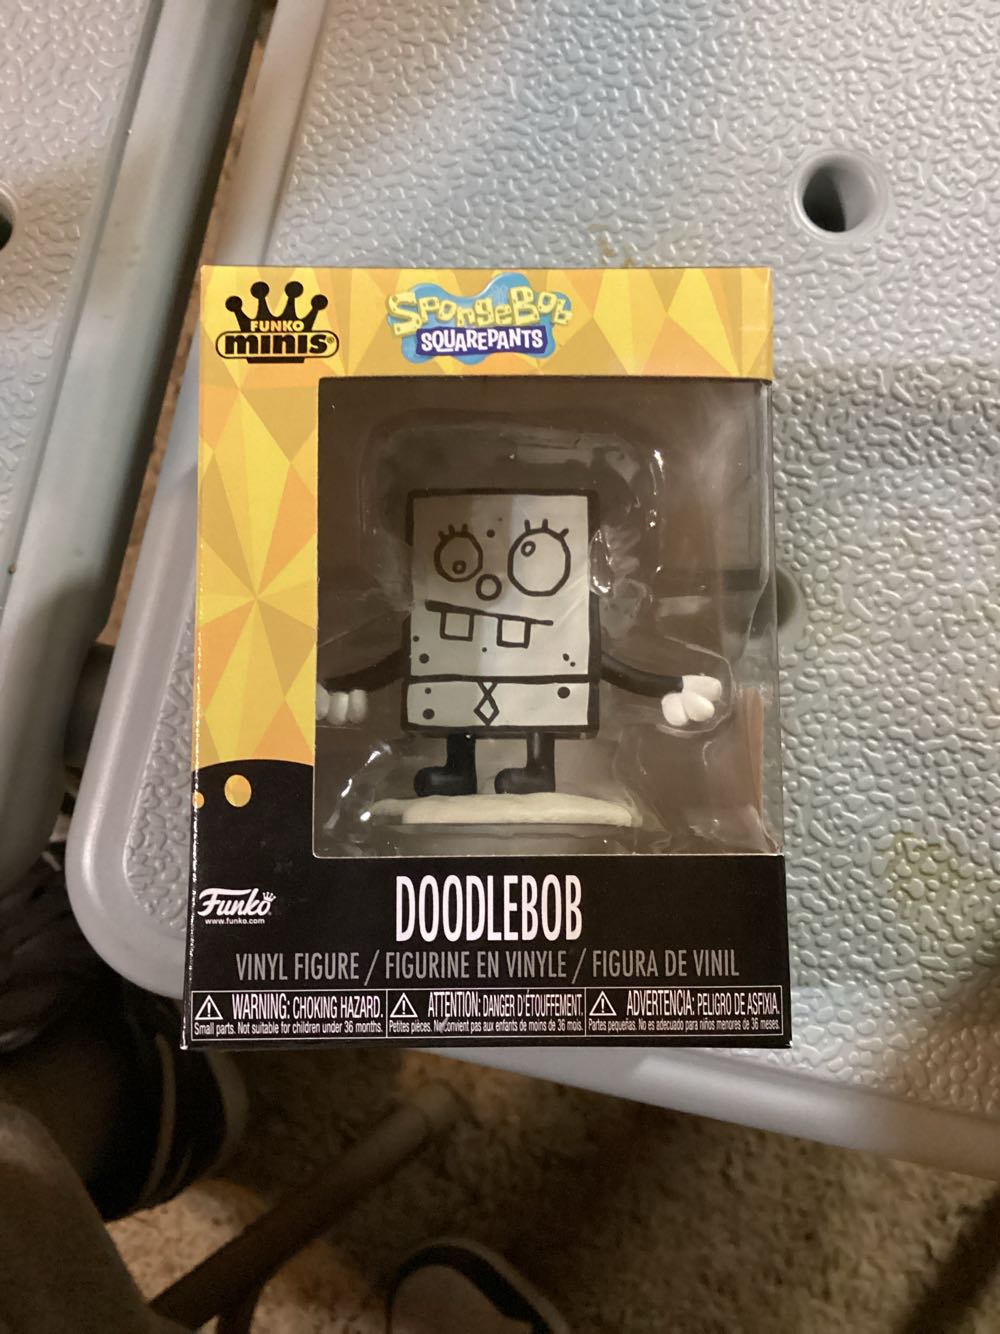 FUNKO
minis®
SPONGEBOB
SQUAREPANTS
Funko
www.funko.com
DOODLEBOB
VINYL FIGURE / FIGURINE EN VINYLE / FIGURA DE VINIL
WARNING: CHOKING HAZARD.
Small parts. Not suitable for children under 36 months.
ATTENTION: DANGER D'ÉTOUFFEMENT.
Petites pièces. Ne convient pas aux enfants de moins de 36 mois.
ADVERTENCIA: PELIGRO DE ASFIXIA.
Partes pequeñas. No es adecuado para niños menores de 36 meses.